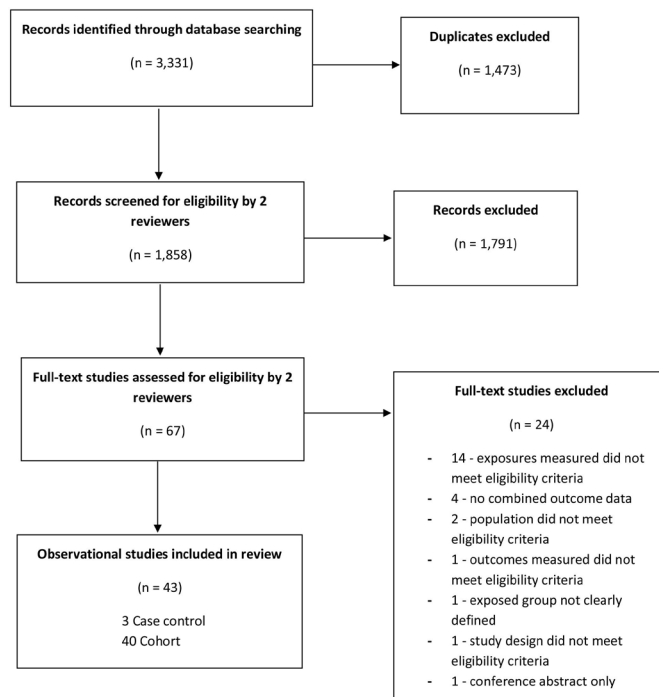 Records identified through database searching
(n = 3,331)
Duplicates excluded
(n = 1,473)
Records screened for eligibility by 2
reviewers
(n = 1,858)
Records excluded
(n = 1,791)
Full-text studies assessed for eligibility by 2
reviewers
(n = 67)
Full-text studies excluded
(n = 24)
- 14 - exposures measured did not
meet eligibility criteria
- 4 - no combined outcome data
- 2 - population did not meet
eligibility criteria
- 1 - outcomes measured did not
meet eligibility criteria
- 1 - exposed group not clearly
defined
- 1 - study design did not meet
eligibility criteria
- 1 - conference abstract only
Observational studies included in review
(n = 43)
3 Case control
40 Cohort